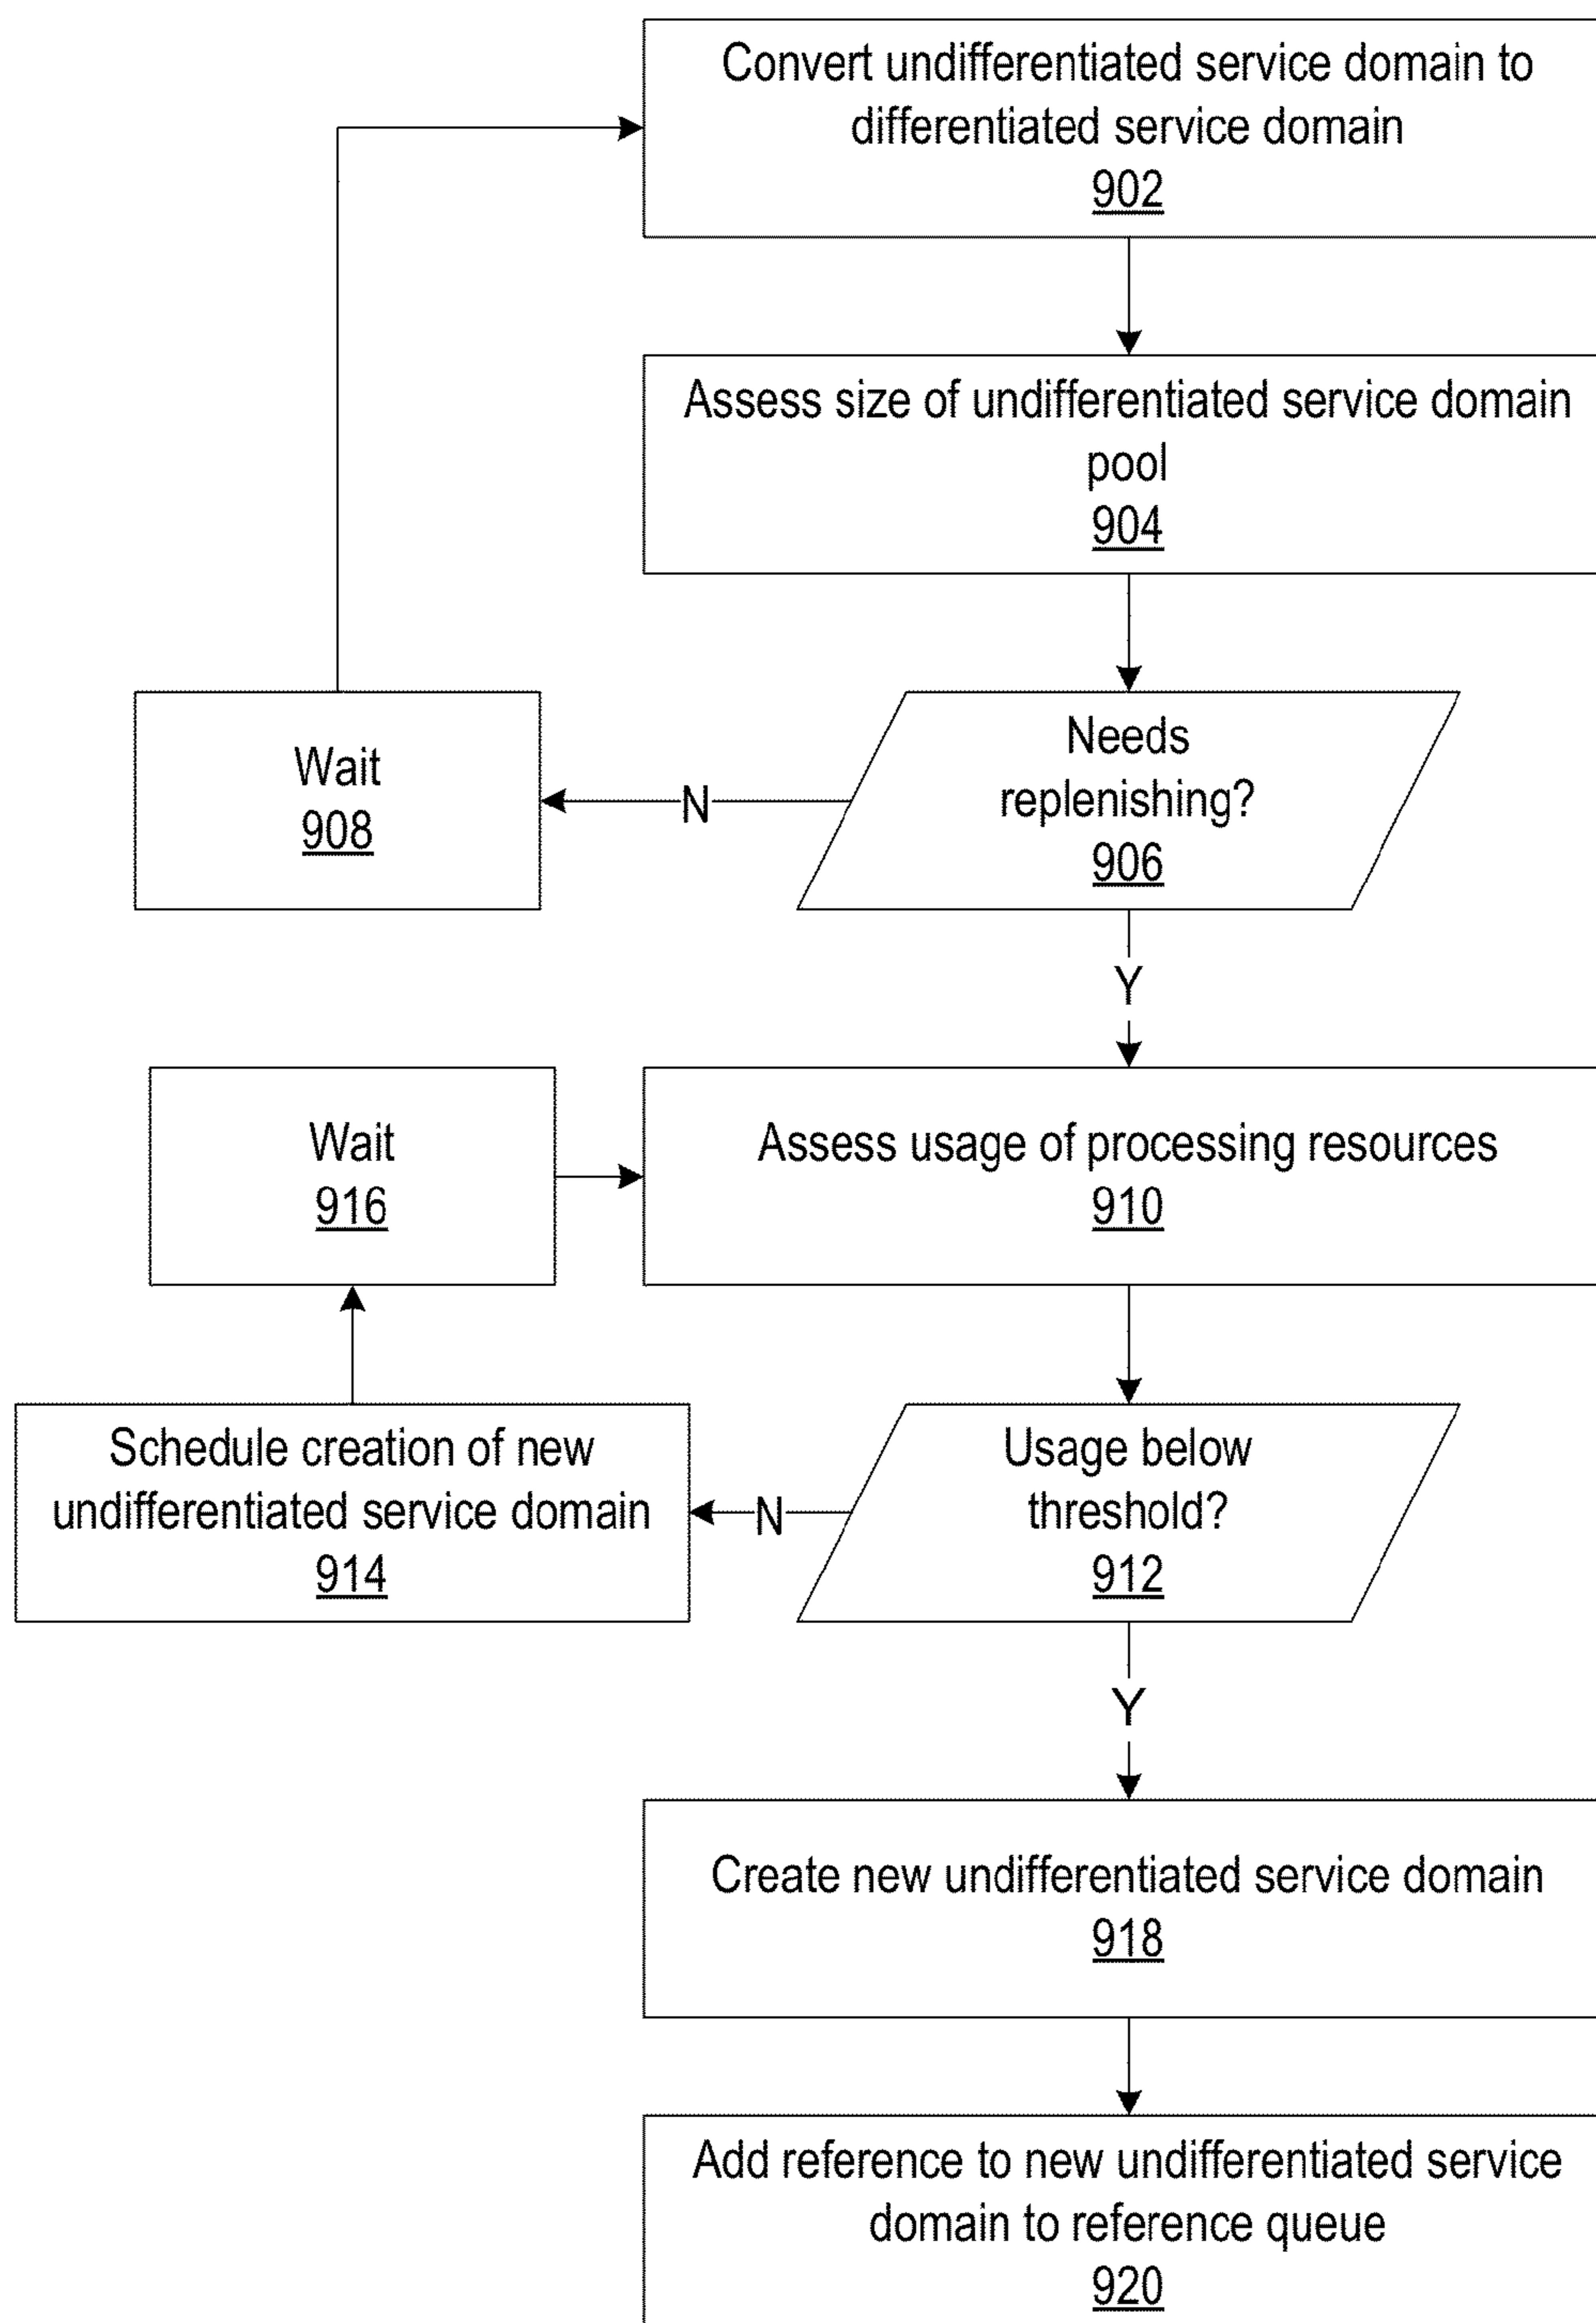 Convert undifferentiated service domain to
differentiated service domain
902
Assess size of undifferentiated service domain
pool
904
Needs
replenishing?
906
N
Wait
908
Y
Assess usage of processing resources
910
Wait
916
Usage below
threshold?
912
N
Schedule creation of new
undifferentiated service domain
914
Y
Create new undifferentiated service domain
918
Add reference to new undifferentiated service
domain to reference queue
920